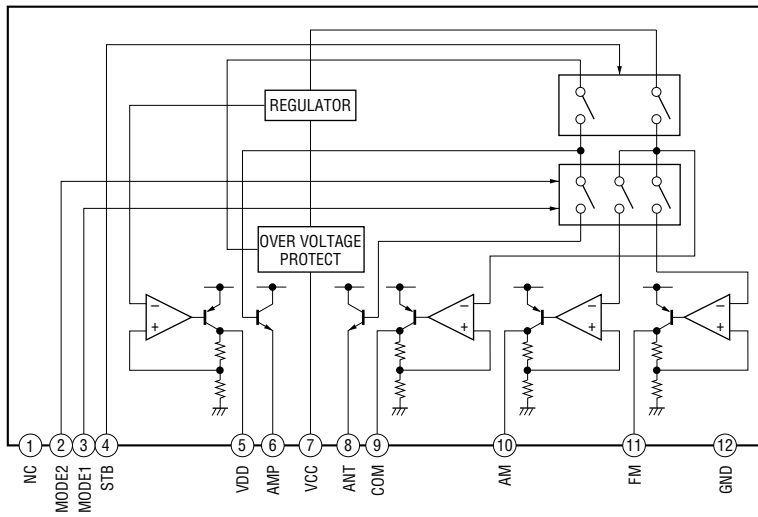 REGULATOR
OVER VOLTAGE
PROTECT
−
+
−
+
−
+
−
+
1
2
3
4
5
6
7
8
9
10
11
12
NC
MODE2
MODE1
STB
VDD
AMP
VCC
ANT
COM
AM
FM
GND